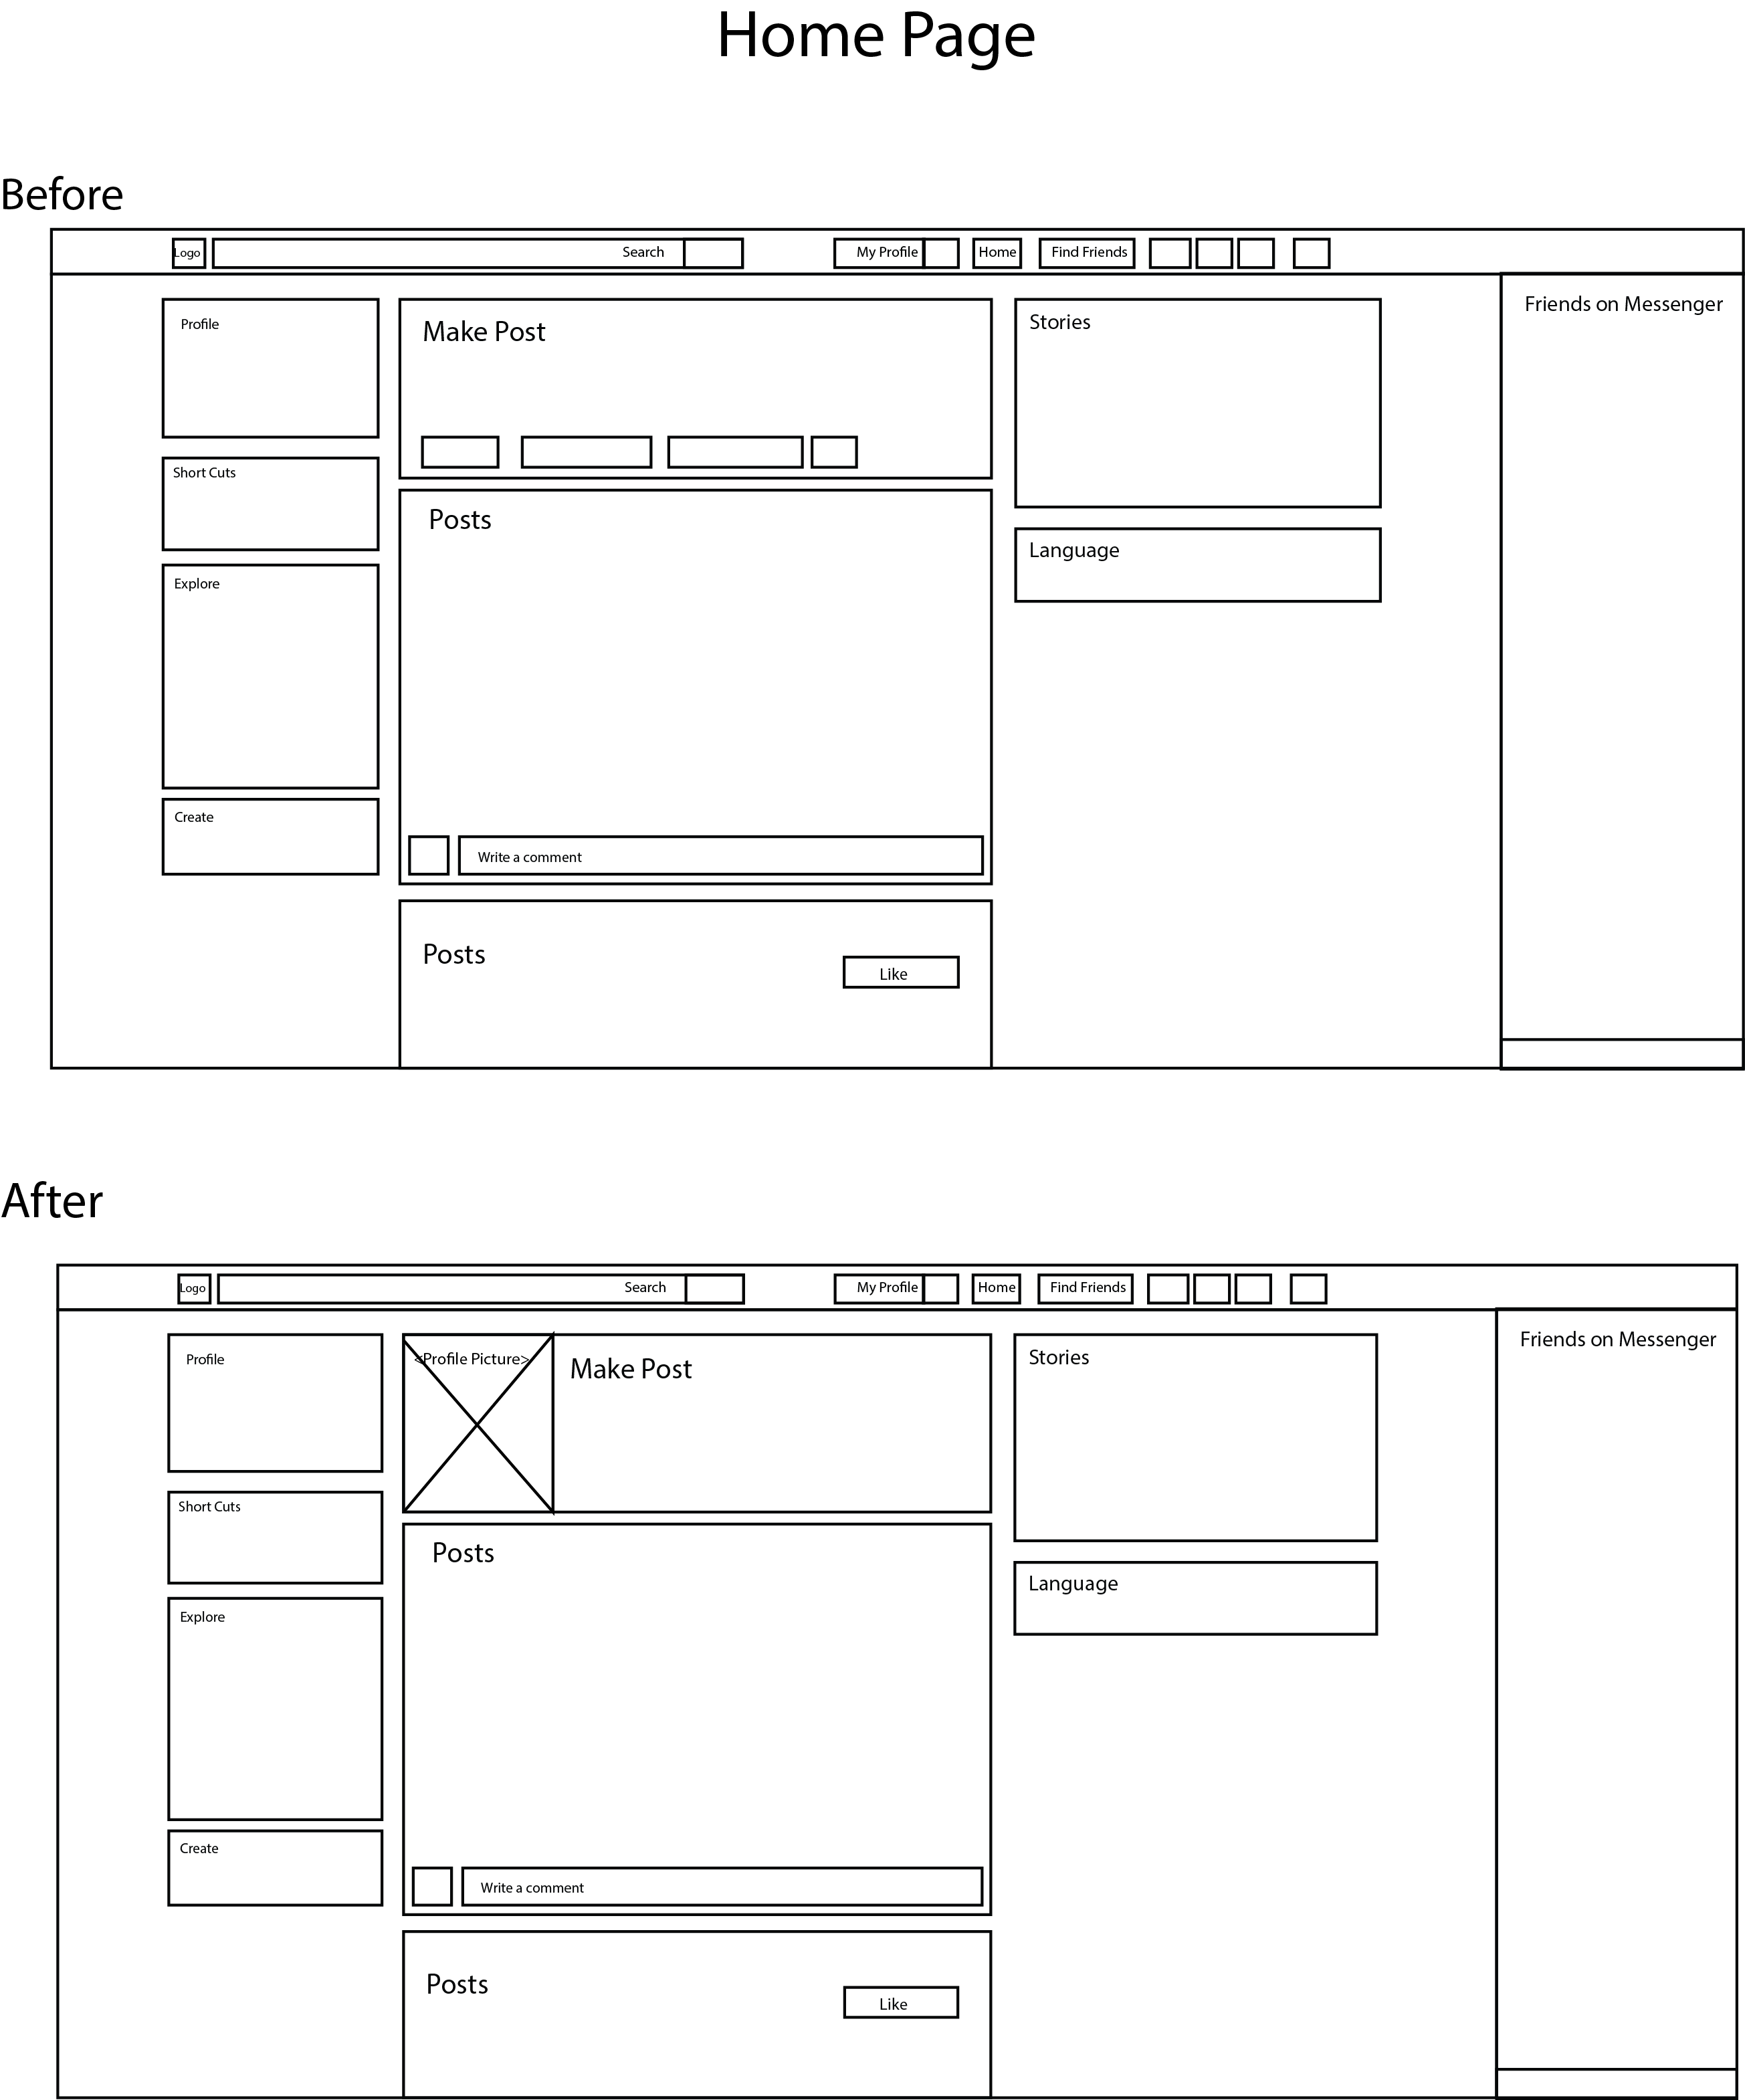 Home Page
Before
Logo
Search
My Profile
Home
Find Friends
Profile
Short Cuts
Explore
Create
Make Post
Posts
Write a comment
Posts
Like
Stories
Language
Friends on Messenger
After
Logo
Search
My Profile
Home
Find Friends
Profile
Short Cuts
Explore
Create
<Profile Picture>
Make Post
Posts
Write a comment
Posts
Like
Stories
Language
Friends on Messenger